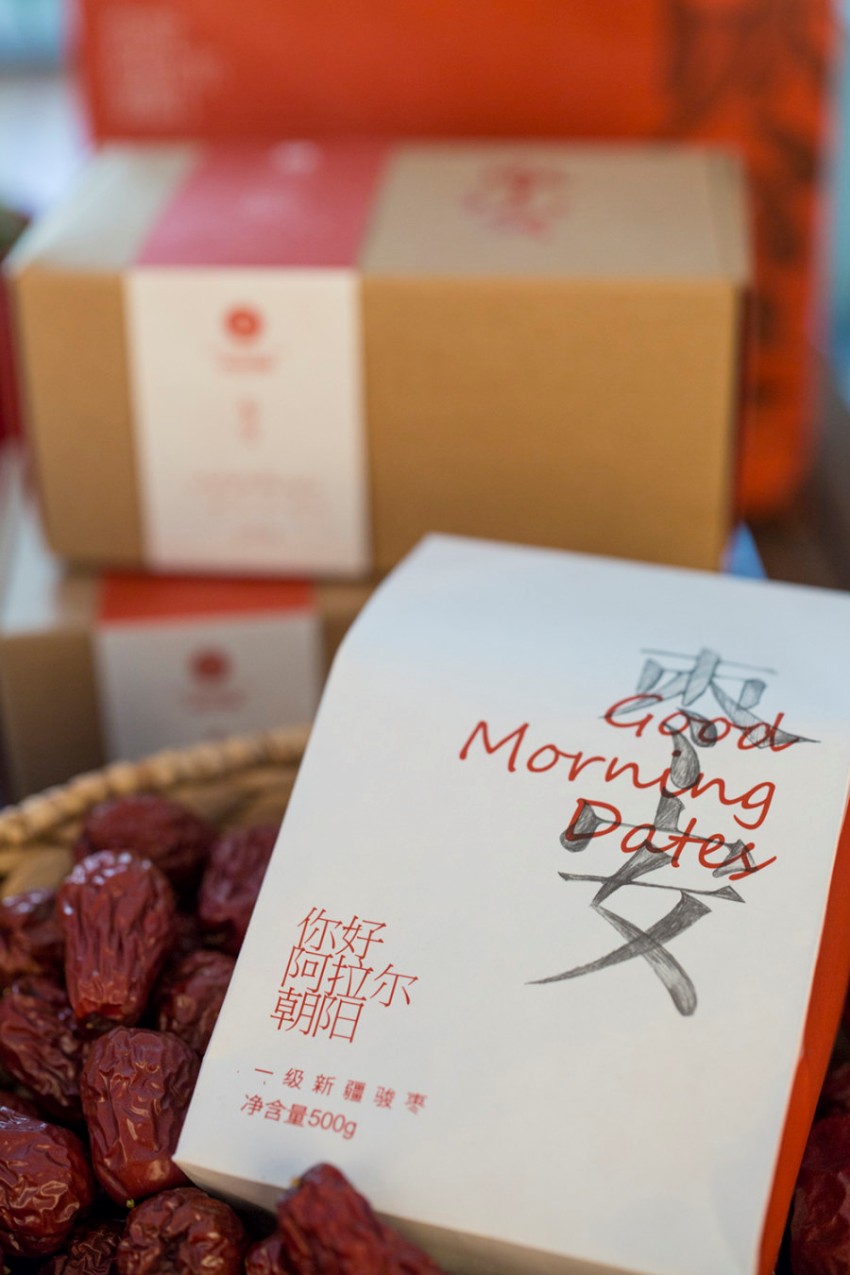 枣安
Good
Morning
Dates
你好
阿拉尔
朝阳
一级新疆骏枣
净含量500g